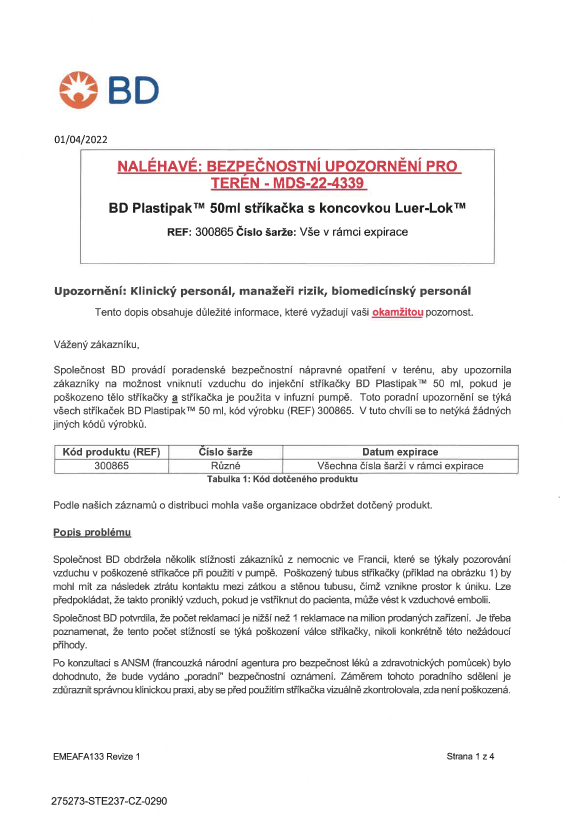 BD
01/04/2022
NALÉHAVÉ: BEZPEČNOSTNÍ UPOZORNĚNÍ PRO
TERÉN - MDS-22-4339
BD Plastipak™ 50ml stříkačka s koncovkou Luer-Lok™
REF: 300865 Číslo šarže: Vše v rámci expirace
Upozornění: Klinický personál, manažeři rizik, biomedicínský personál
Tento dopis obsahuje důležité informace, které vyžadují vaši okamžitou pozornost.
Vážený zákazníku,
Společnost BD provádí poradenské bezpečnostní nápravné opatření v terénu, aby upozornila
zákazníky na možnost vniknutí vzduchu do injekční stříkačky BD Plastipak™ 50 ml, pokud je
poškozeno tělo stříkačky a stříkačka je použita v infuzní pumpě. Toto poradní upozornění se týká
všech stříkaček BD Plastipak™ 50 ml, kód výrobku (REF) 300865. V tuto chvíli se to netýká žádných
jiných kódů výrobků.
Kód produktu (REF) Číslo šarže Datum expirace
300865 Různé Všechna čísla šarží v rámci expirace
Tabulka 1: Kód dotčeného produktu
Podle našich záznamů o distribuci mohla vaše organizace obdržet dotčený produkt.
Popis problému
Společnost BD obdržela několik stížností zákazníků z nemocnic ve Francii, které se týkaly pozorování
vzduchu v poškozené stříkačce při použití v pumpě. Poškozený tubus stříkačky (příklad na obrázku 1) by
mohl mít za následek ztrátu kontaktu mezi zátkou a stěnou tubusu, čímž vznikne prostor k úniku. Lze
předpokládat, že takto proniklý vzduch, pokud je vstříknut do pacienta, může vést k vzduchové embolii.
Společnost BD potvrdila, že počet reklamací je nižší než 1 reklamace na milion prodaných zařízení. Je třeba
poznamenat, že tento počet stížností se týká poškození válce stříkačky, nikoli konkrétně této nežádoucí
příhody.
Po konzultaci s ANSM (francouzká národní agentura pro bezpečnost léků a zdravotnických pomůcek) bylo
dohodnuto, že bude vydáno „poradní" bezpečnostní oznámení. Záměrem tohoto poradního sdělení je
zdůraznit správnou klinickou praxi, aby se před použitím stříkačka vizuálně zkontrolovala, zda není poškozená.
EMEAFA133 Revize 1 Strana 1 z 4
275273-STE237-CZ-0290